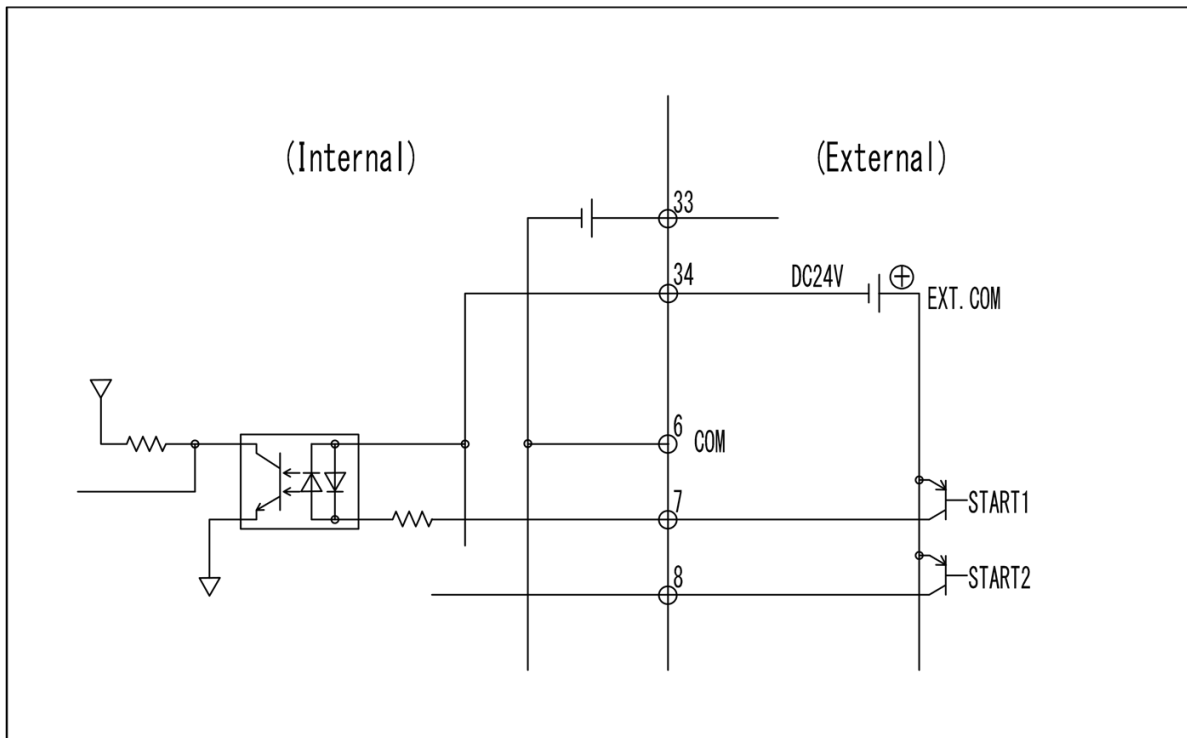 (Internal)
(External)
33
34
DC24V
⊕
EXT. COM
6
COM
7
START1
8
START2